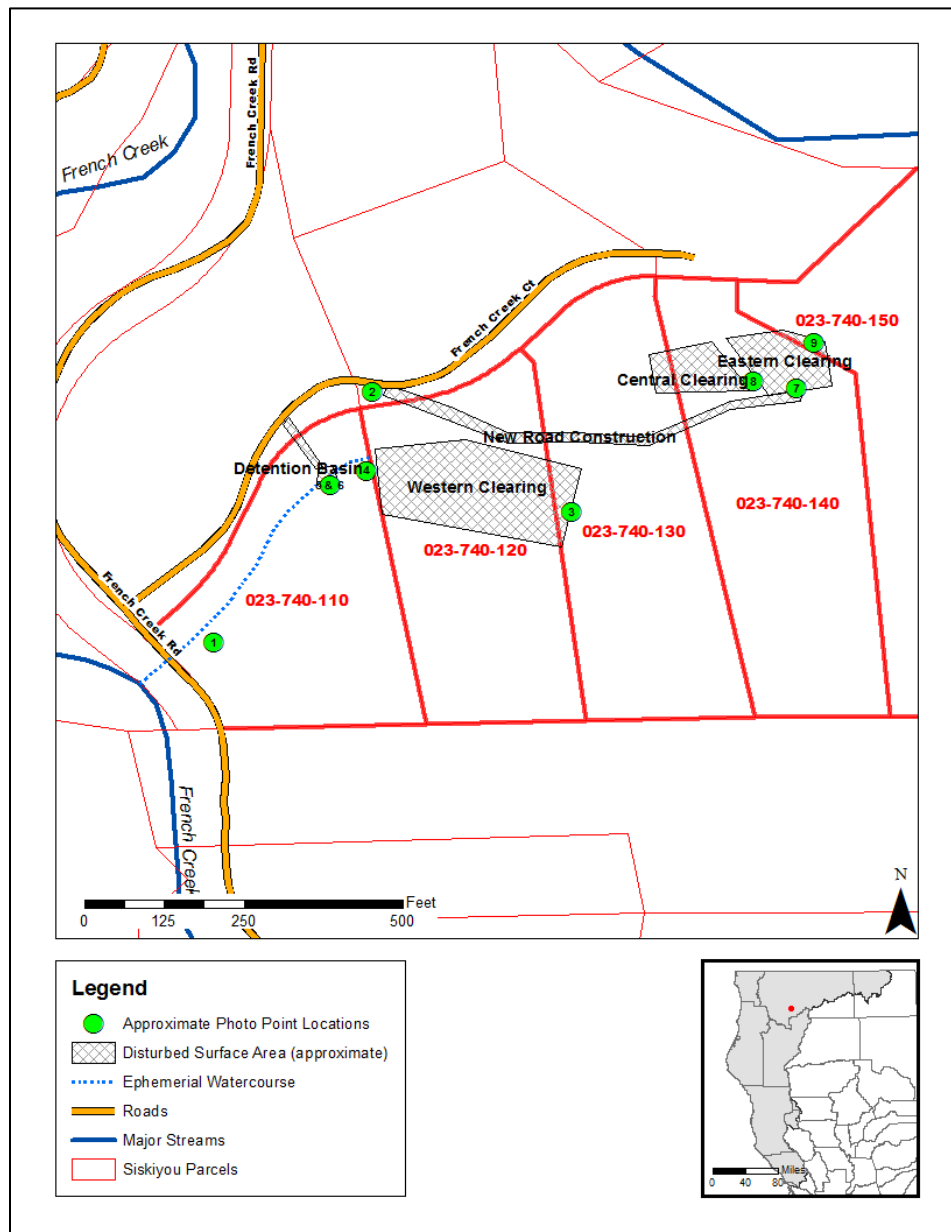 French Creek Rd
French Creek
French Creek Ct
023-740-150
9
Eastern Clearing
Central Clearing
8
7
2
New Road Construction
Detention Basin
4
5 & 6
Western Clearing
3
023-740-140
023-740-130
023-740-120
023-740-110
French Creek Rd
1
French Creek
N
Feet
0 125 250 500
Legend
Approximate Photo Point Locations
Disturbed Surface Area (approximate)
Ephemerial Watercourse
Roads
Major Streams
Siskiyou Parcels
Miles
0 40 80